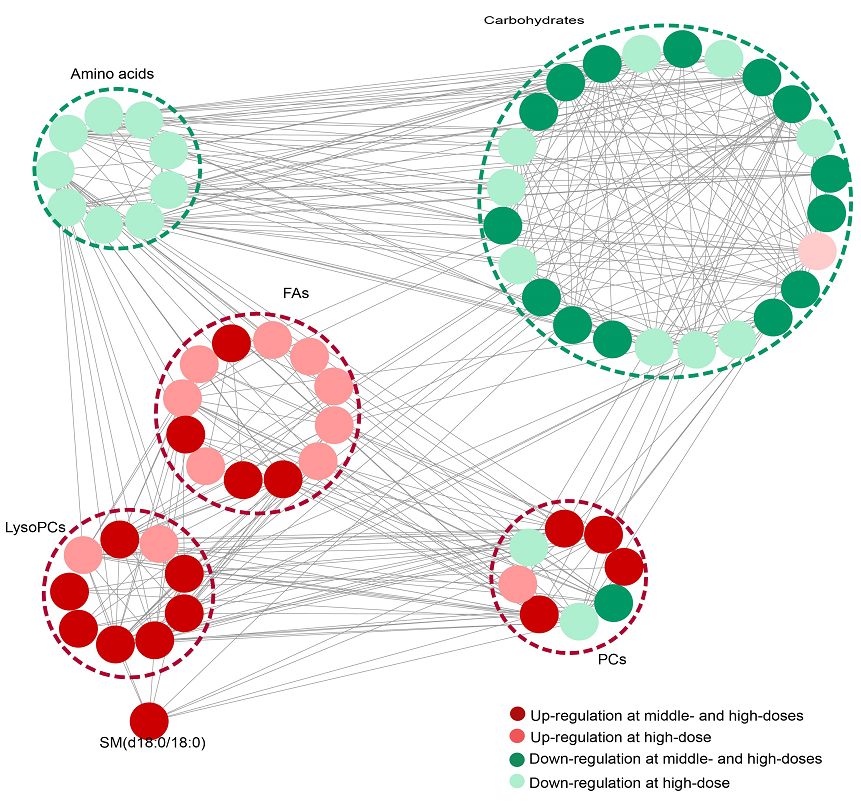 Carbohydrates
Amino acids
FAs
LysoPCs
PCs
SM(d18:0/18:0)
Up-regulation at middle- and high-doses
Up-regulation at high-dose
Down-regulation at middle- and high-doses
Down-regulation at high-dose